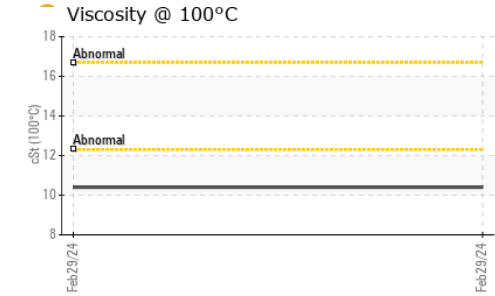 Viscosity @ 100°C
18
Abnormal
16
14
Abnormal
12
10
8
cSt (100°C)
Feb29/24
Feb29/24